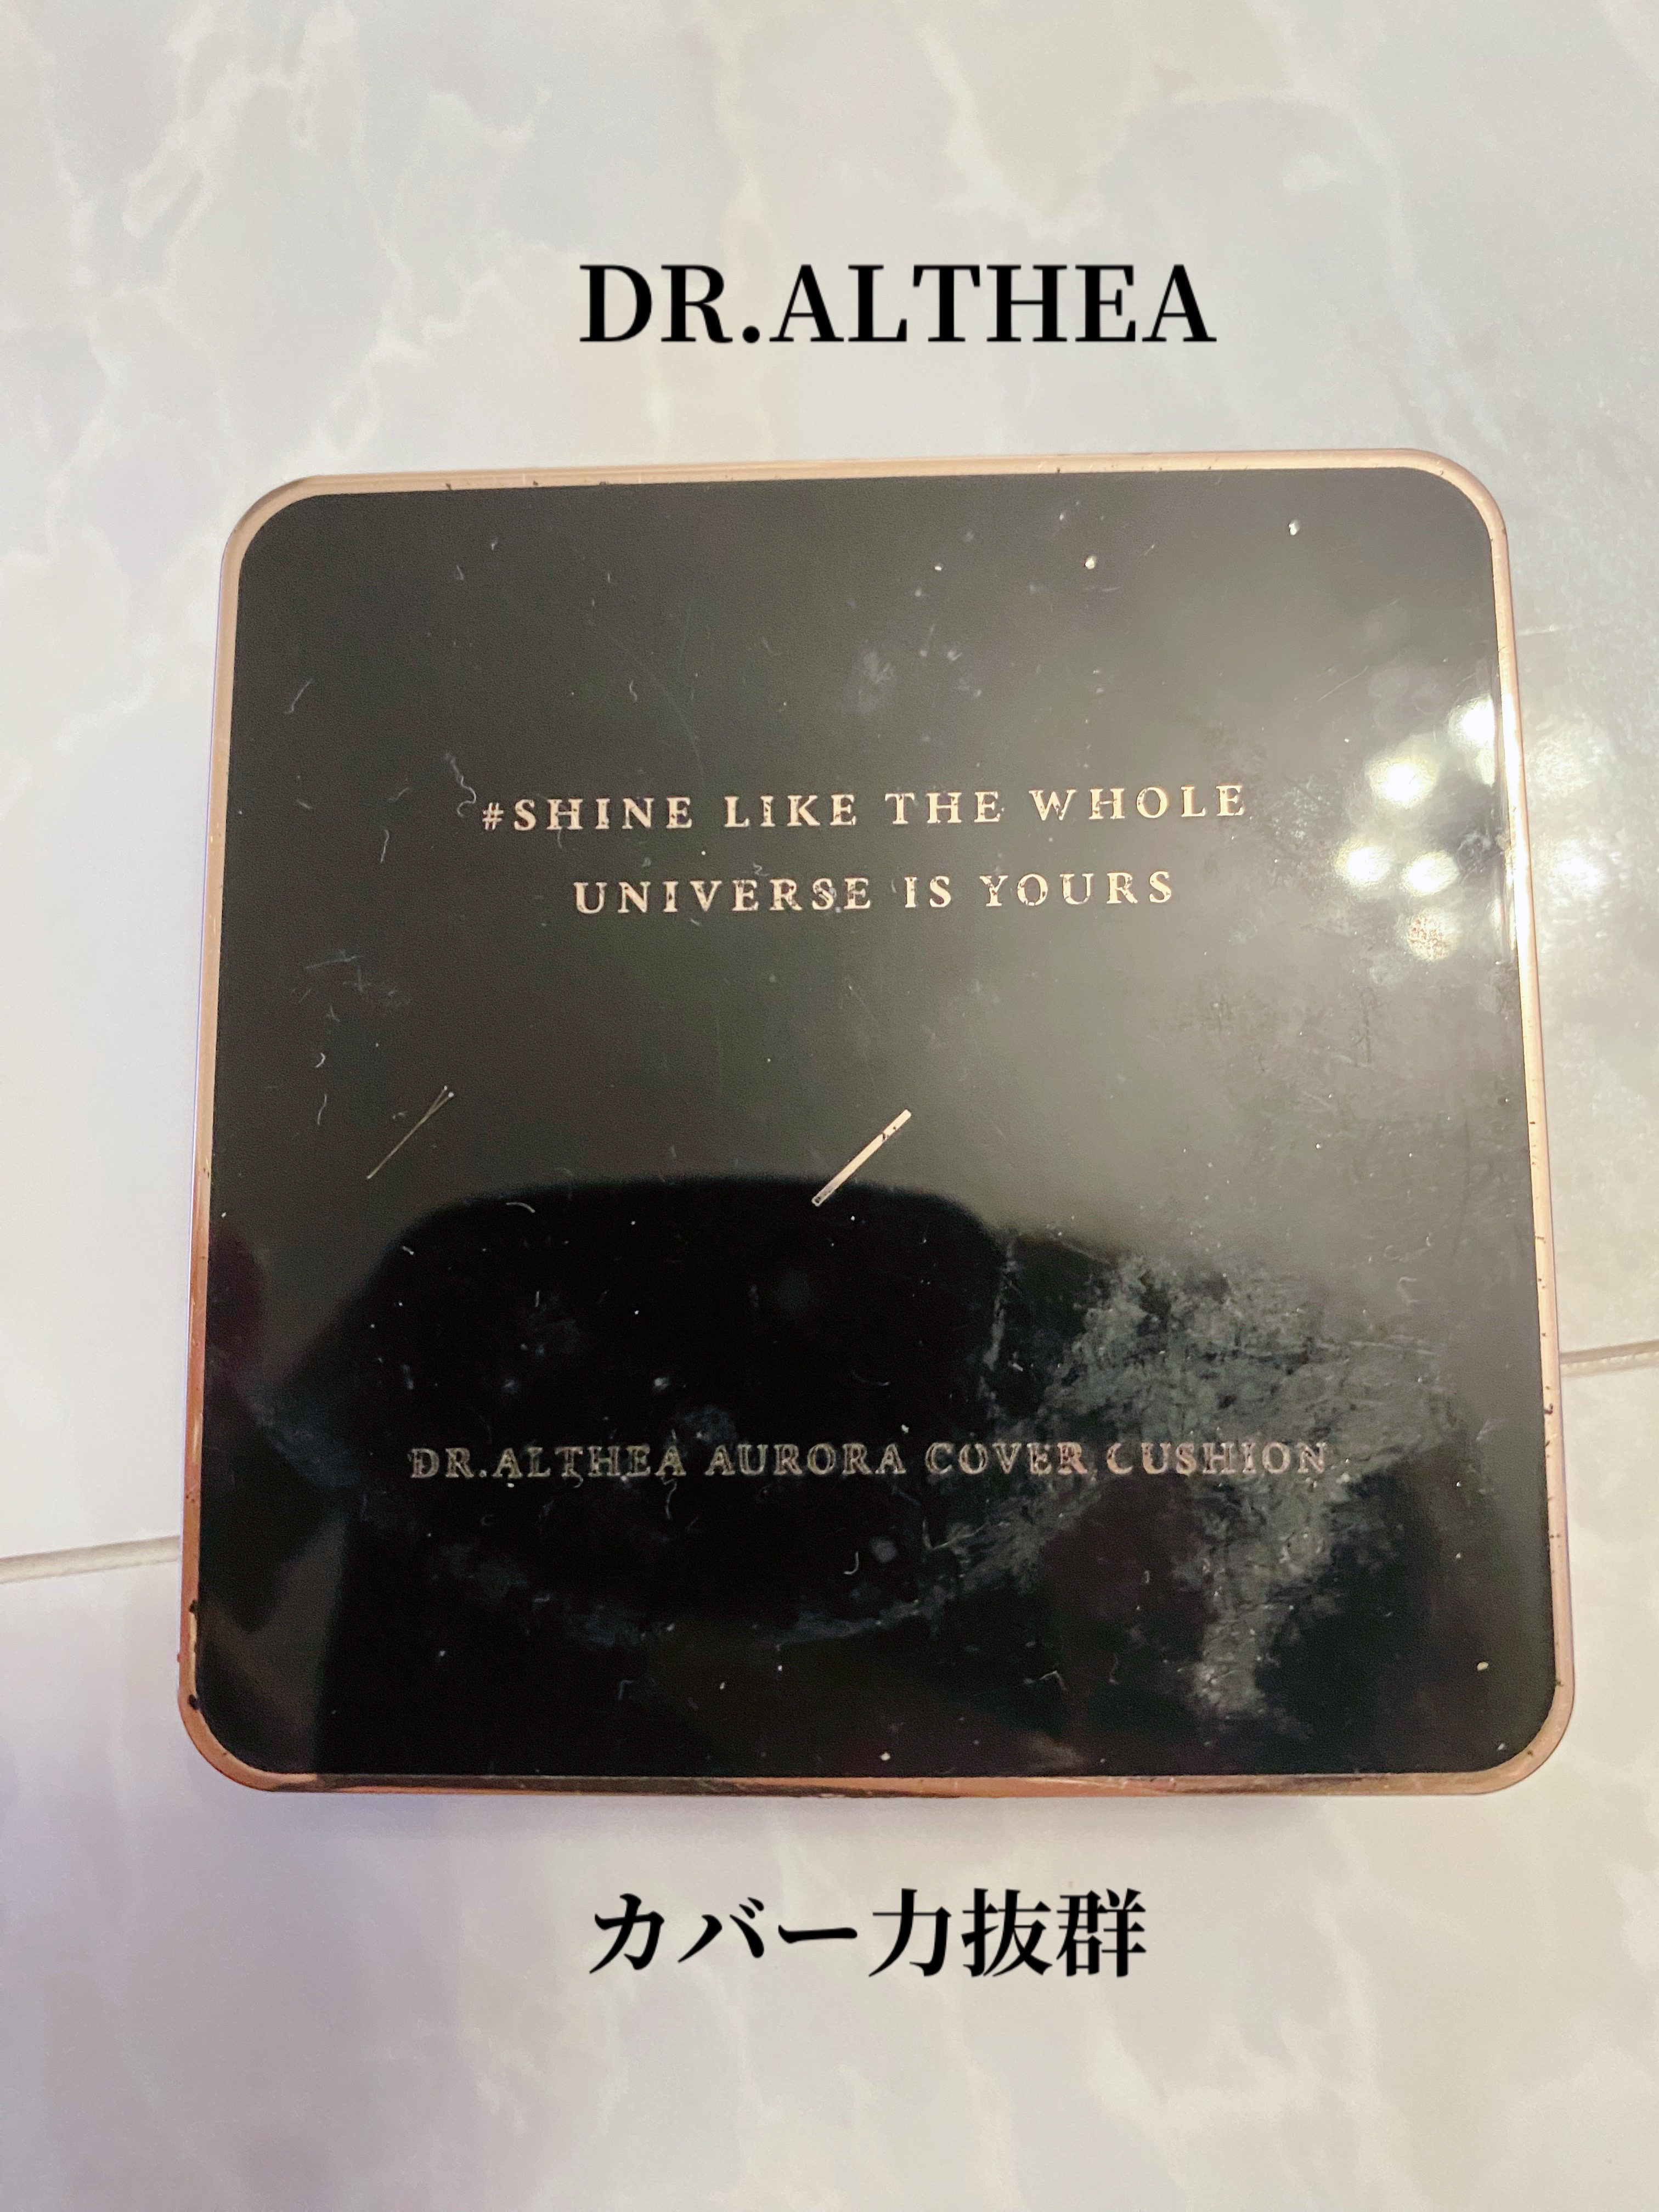 DR.ALTHEA
#SHINE LIKE THE WHOLE
UNIVERSE IS YOURS
DR.ALTHEA AURORA COVER CUSHION
カバー力抜群